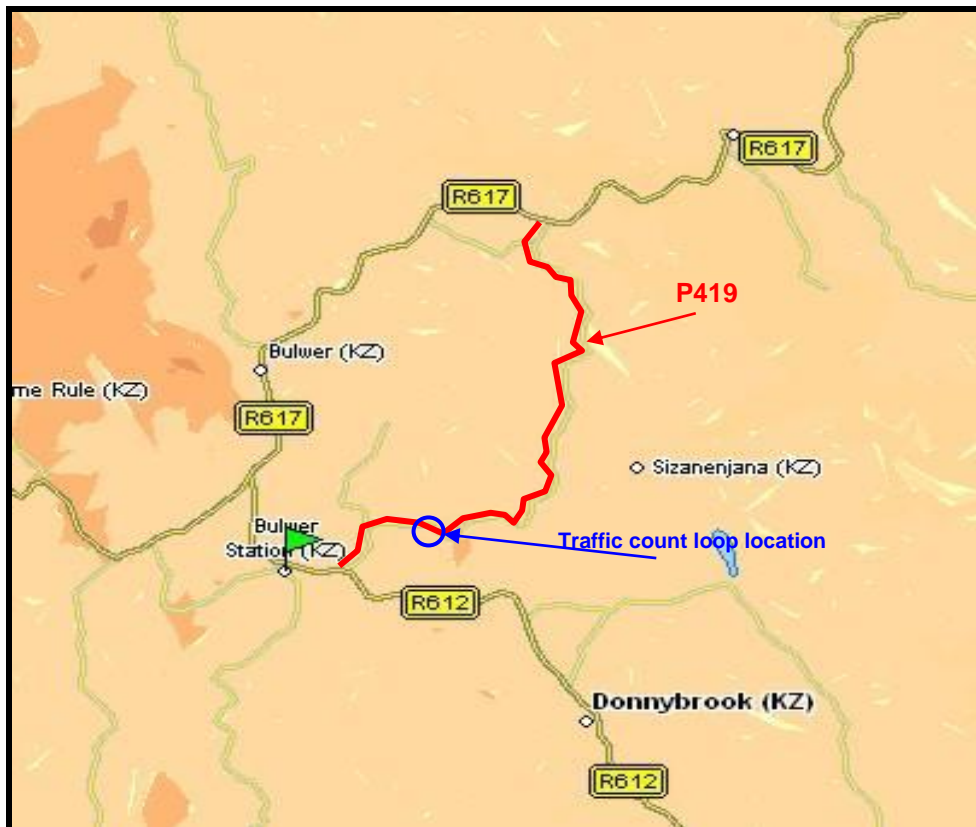 R617
R617
P419
Bulwer (KZ)
me Rule (KZ)
R617
Sizanenjana (KZ)
Bulwer
Station (KZ)
Traffic count loop location
R612
Donnybrook (KZ)
R612